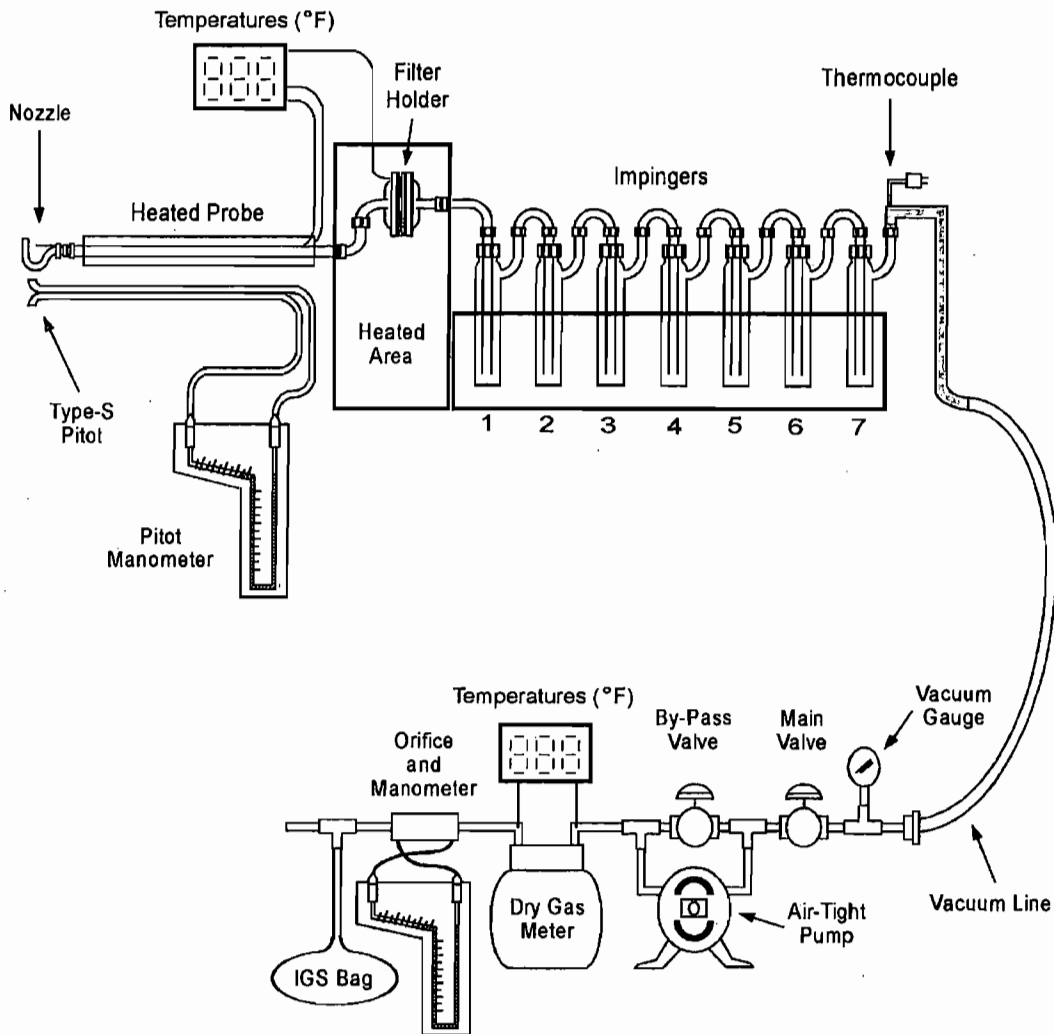 Temperatures (°F)
Nozzle
Heated Probe
Filter
Holder
Thermocouple
Impingers
Heated
Area
Type-S
Pitot
1 2 3 4 5 6 7
Pitot
Manometer
Temperatures (°F)
Orifice
and
Manometer
By-Pass
Valve
Main
Valve
Vacuum
Gauge
Dry Gas
Meter
Air-Tight
Pump
Vacuum Line
IGS Bag